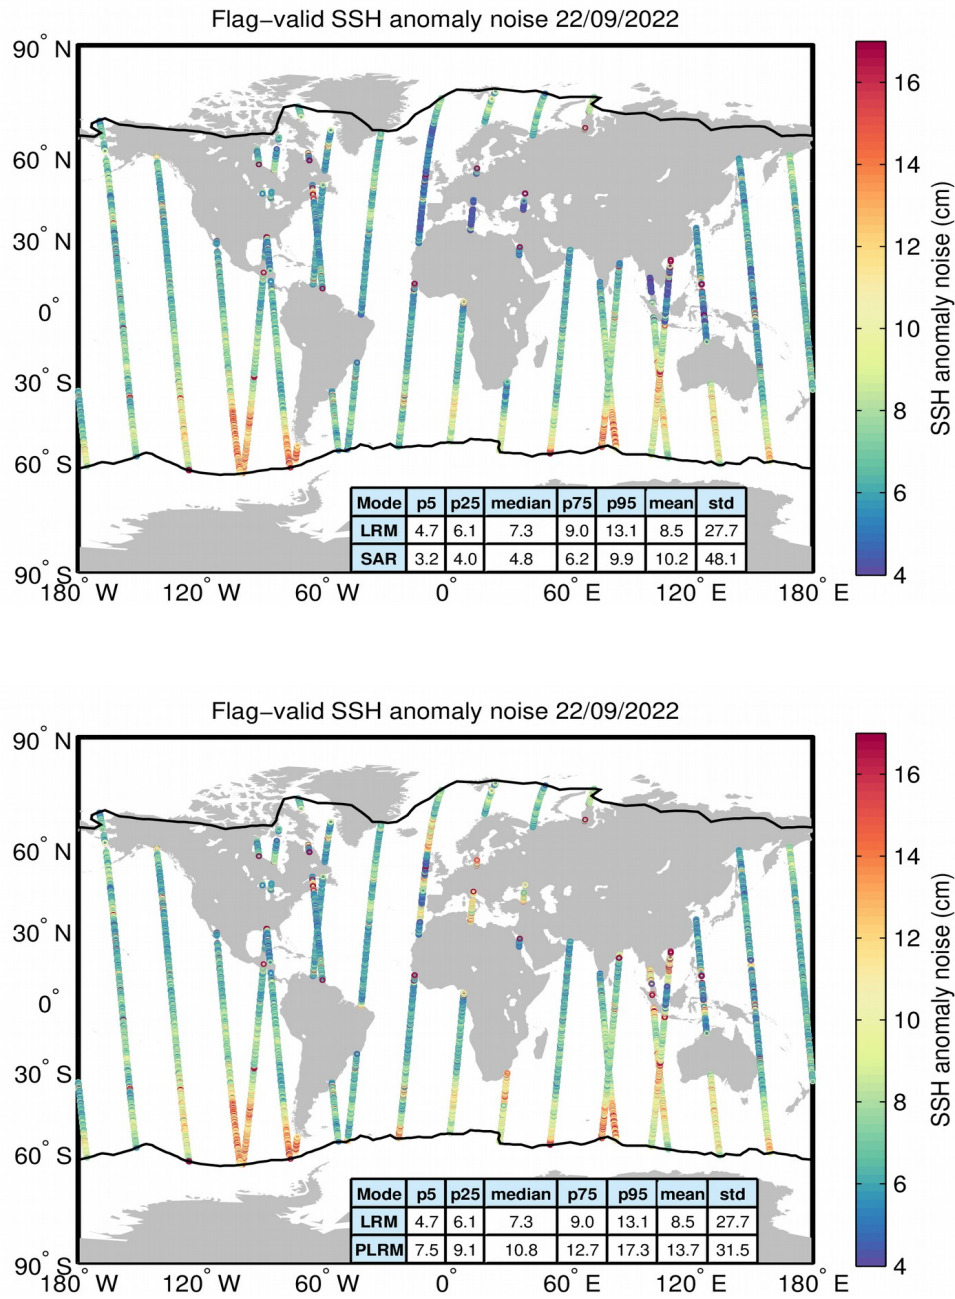 Flag−valid SSH anomaly noise 22/09/2022
90° N
60° N
30° N
0°
30° S
60° S
90° S
180° W 120° W 60° W 0° 60° E 120° E 180° E
Mode p5 p25 median p75 p95 mean std
LRM 4.7 6.1 7.3 9.0 13.1 8.5 27.7
SAR 3.2 4.0 4.8 6.2 9.9 10.2 48.1
16
14
12
10
8
6
4
SSH anomaly noise (cm)
Flag−valid SSH anomaly noise 22/09/2022
90° N
60° N
30° N
0°
30° S
60° S
90° S
180° W 120° W 60° W 0° 60° E 120° E 180° E
Mode p5 p25 median p75 p95 mean std
LRM 4.7 6.1 7.3 9.0 13.1 8.5 27.7
PLRM 7.5 9.1 10.8 12.7 17.3 13.7 31.5
16
14
12
10
8
6
4
SSH anomaly noise (cm)